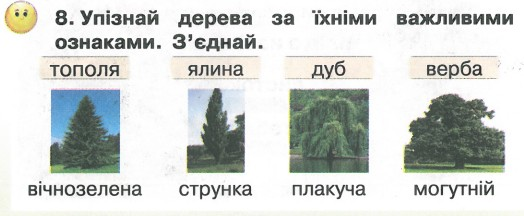 8. Упізнай дерева за їхніми важливими
ознаками. З’єднай.
тополя ялина дуб верба
вічнозелена струнка плакуча могутній